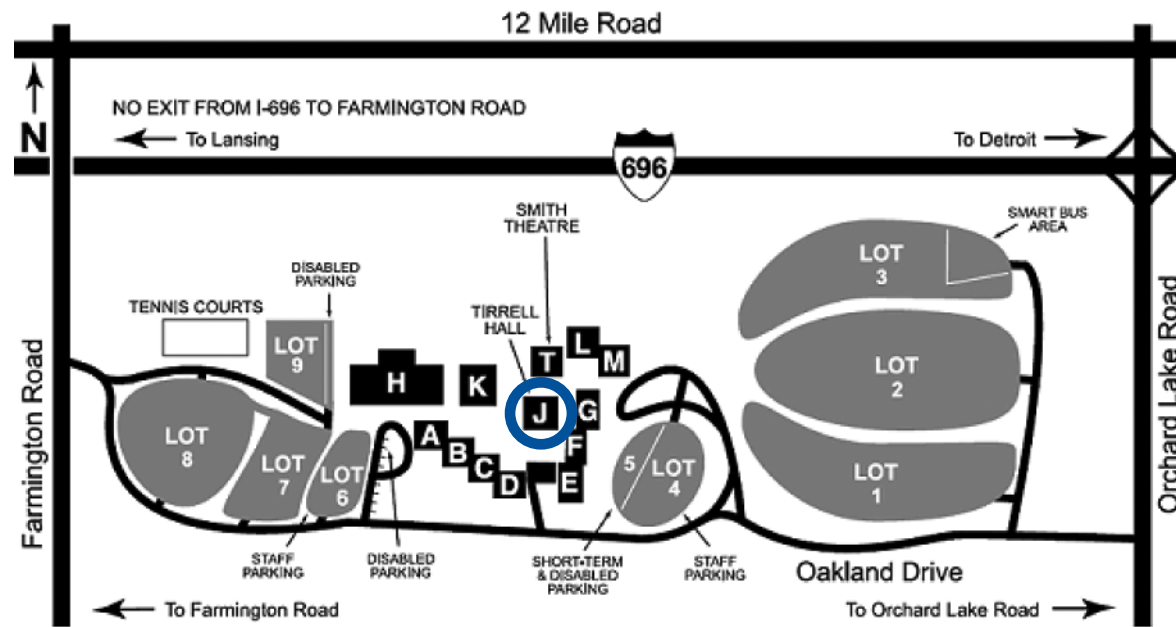 12 Mile Road
NO EXIT FROM I-696 TO FARMINGTON ROAD
N
To Lansing
To Detroit
696
SMITH
THEATRE
SMART BUS
AREA
LOT
3
DISABLED
PARKING
TENNIS COURTS
TIRRELL
HALL
LOT
9
H
K
T
L
M
J
G
LOT
2
Farmington Road
Orchard Lake Road
LOT
8
LOT
7
LOT
6
A
B
C
D
F
E
5
LOT
4
LOT
1
STAFF
PARKING
DISABLED
PARKING
SHORT•TERM
& DISABLED
PARKING
STAFF
PARKING
Oakland Drive
To Farmington Road
To Orchard Lake Road